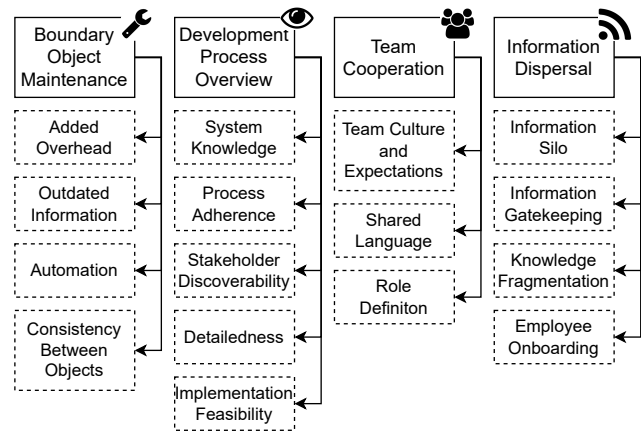 Boundary
Object
Maintenance
Added
Overhead
Outdated
Information
Automation
Consistency
Between
Objects
Development
Process
Overview
System
Knowledge
Process
Adherence
Stakeholder
Discoverability
Detailedness
Implementation
Feasibility
Team
Cooperation
Team Culture
and
Expectations
Shared
Language
Role
Definiton
Information
Dispersal
Information
Silo
Information
Gatekeeping
Knowledge
Fragmentation
Employee
Onboarding